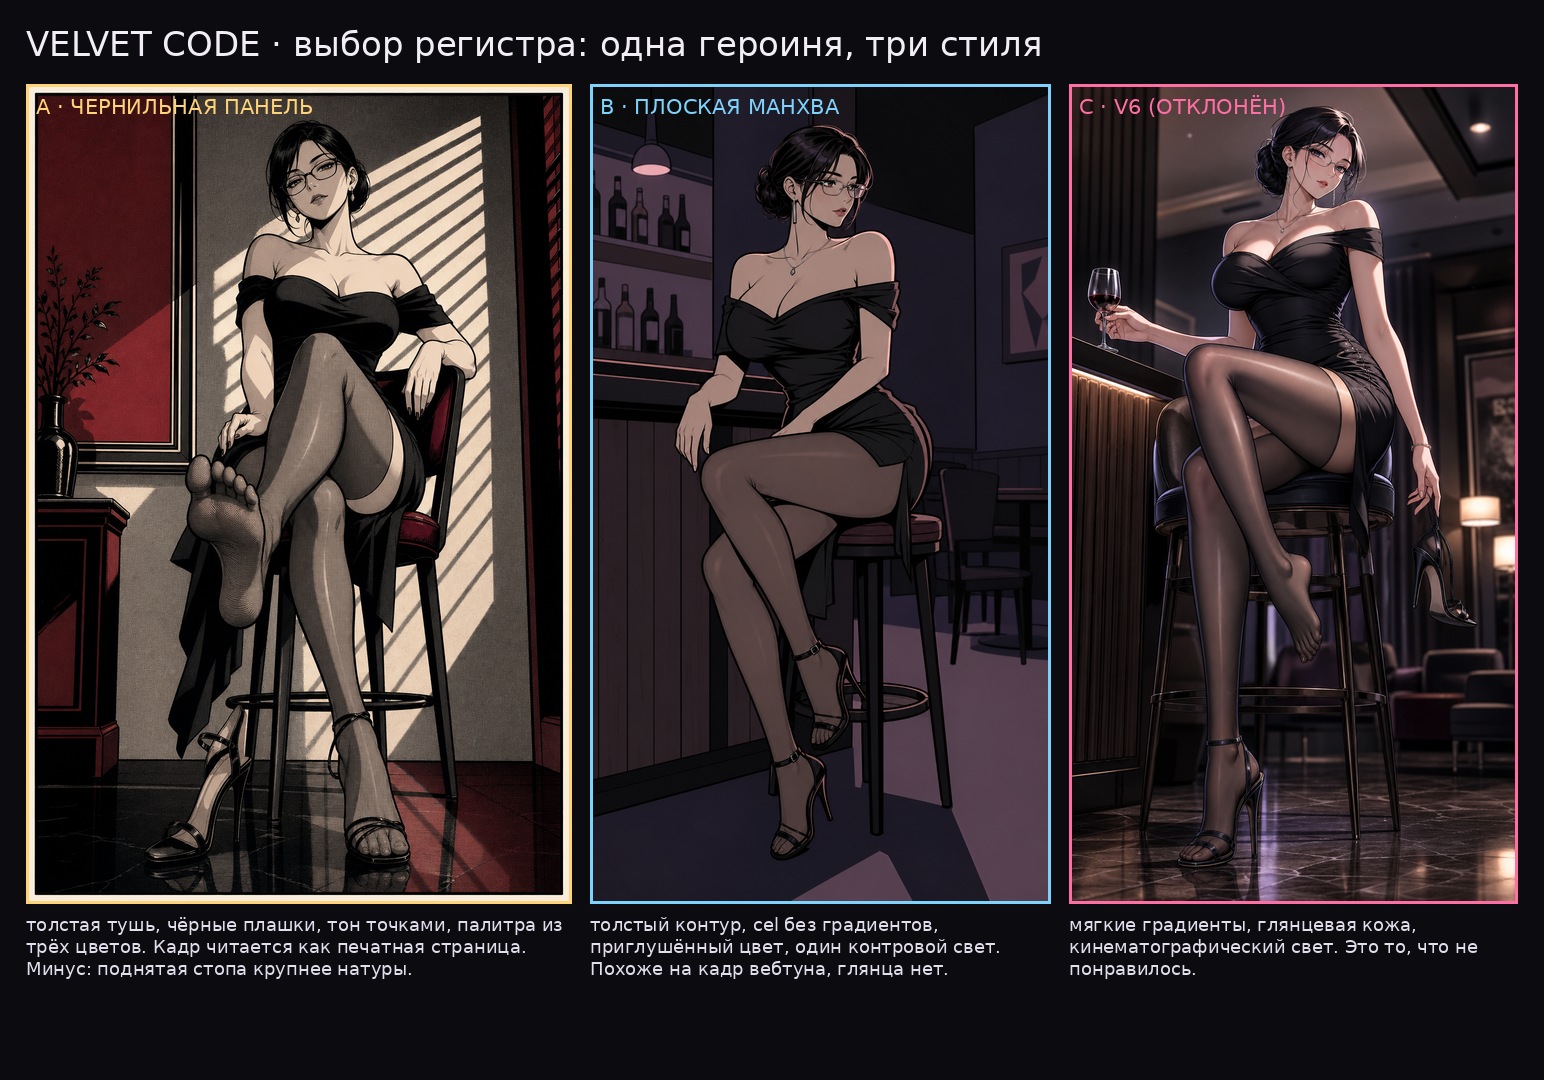 VELVET CODE · выбор регистра: одна героиня, три стиля
A · ЧЕРНИЛЬНАЯ ПАНЕЛЬ
толстая тушь, чёрные плашки, тон точками, палитра из
трёх цветов. Кадр читается как печатная страница.
Минус: поднятая стопа крупнее натуры.
B · ПЛОСКАЯ МАНХВА
толстый контур, cel без градиентов,
приглушённый цвет, один контровой свет.
Похоже на кадр вебтуна, глянца нет.
C · V6 (ОТКЛОНЁН)
мягкие градиенты, глянцевая кожа,
кинематографический свет. Это то, что не
понравилось.